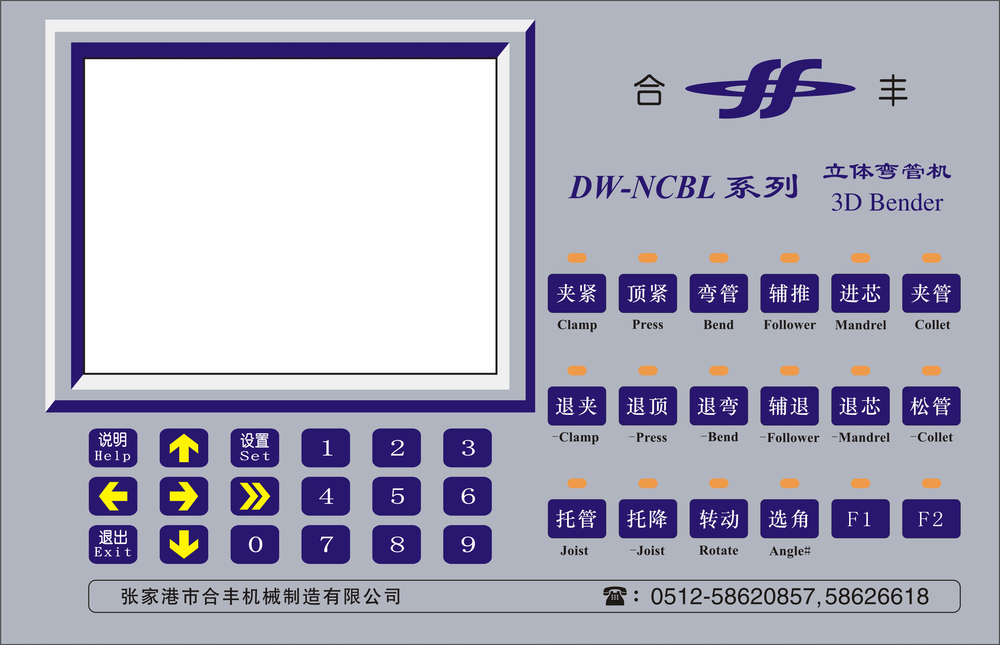 合 丰
DW-NCBL 系列
立体弯管机
3D Bender
夹紧 顶紧 弯管 辅推 进芯 夹管
Clamp Press Bend Follower Mandrel Collet
退夹 退顶 退弯 辅退 退芯 松管
-Clamp -Press -Bend -Follower -Mandrel -Collet
托管 托降 转动 选角 F1 F2
Joist -Joist Rotate Angle#
说明
Help
设置
Set
1 2 3
4 5 6
退出
Exit
0 7 8 9
张家港市合丰机械制造有限公司
☎: 0512-58620857,58626618